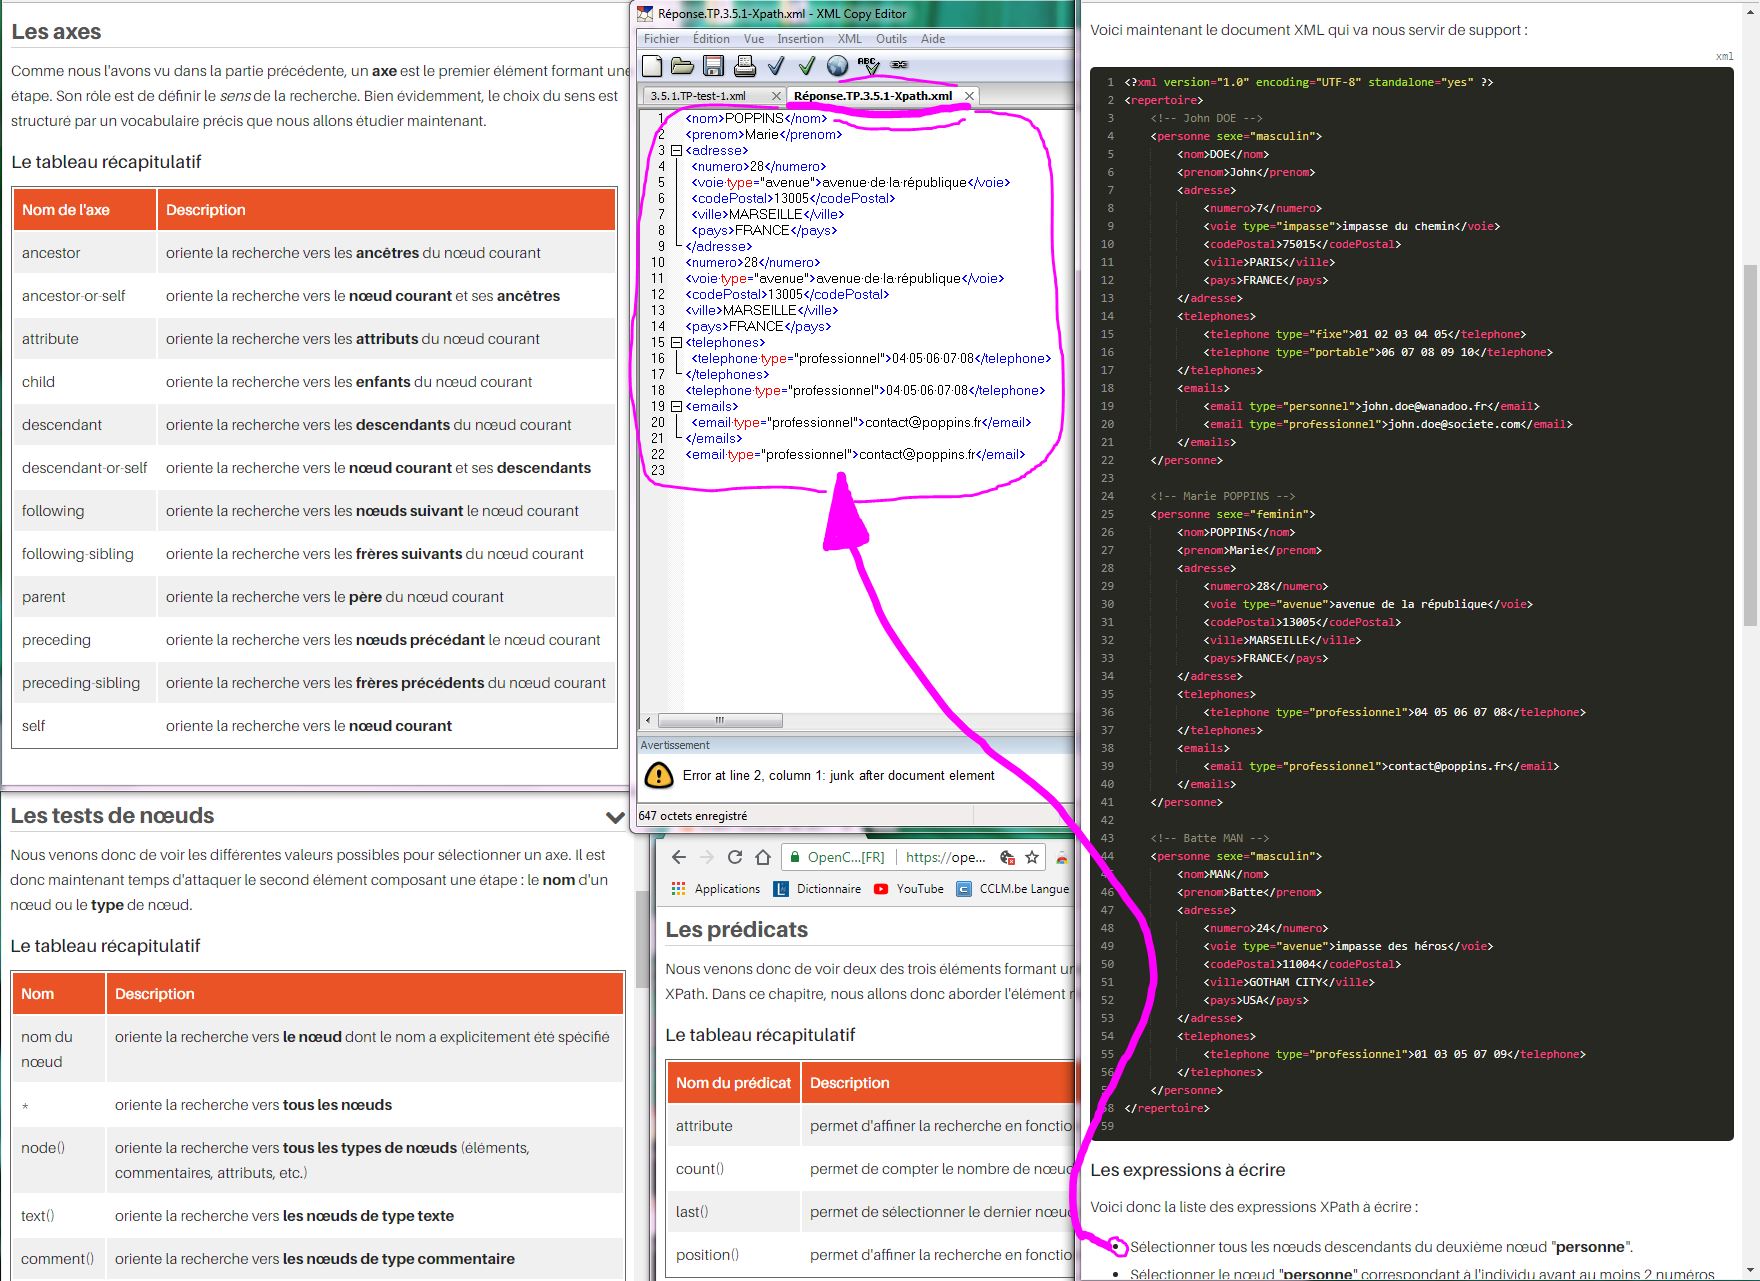 Les axes
Comme nous l'avons vu dans la partie précédente, un axe est le premier élément formant une
étape. Son rôle est de définir le sens de la recherche. Bien évidemment, le choix du sens est
structuré par un vocabulaire précis que nous allons étudier maintenant.
Le tableau récapitulatif
Nom de l'axe Description
ancestor oriente la recherche vers les ancêtres du nœud courant
ancestor-or-self oriente la recherche vers le nœud courant et ses ancêtres
attribute oriente la recherche vers les attributs du nœud courant
child oriente la recherche vers les enfants du nœud courant
descendant oriente la recherche vers les descendants du nœud courant
descendant-or-self oriente la recherche vers le nœud courant et ses descendants
following oriente la recherche vers les nœuds suivant le nœud courant
following-sibling oriente la recherche vers les frères suivants du nœud courant
parent oriente la recherche vers le père du nœud courant
preceding oriente la recherche vers les nœuds précédant le nœud courant
preceding-sibling oriente la recherche vers les frères précédents du nœud courant
self oriente la recherche vers le nœud courant
Les tests de nœuds
Nous venons donc de voir les différentes valeurs possibles pour sélectionner un axe. Il est
donc maintenant temps d'attaquer le second élément composant une étape : le nom d'un
nœud ou le type de nœud.
Le tableau récapitulatif
Nom Description
nom du oriente la recherche vers le nœud dont le nom a explicitement été spécifié
nœud
* oriente la recherche vers tous les nœuds
node() oriente la recherche vers tous les types de nœuds (éléments,
commentaires, attributs, etc.)
text() oriente la recherche vers les nœuds de type texte
comment() oriente la recherche vers les nœuds de type commentaire
Réponse.TP.3.5.1-Xpath.xml - XML Copy Editor
Fichier Édition Vue Insertion XML Outils Aide
ABC
3.5.1.TP-test-1.xml Réponse.TP.3.5.1-Xpath.xml
1 <nom>POPPINS</nom>
2 <prenom>Marie</prenom>
3 <adresse>
4 <numero>28</numero>
5 <voie·type="avenue">avenue·de·la·république</voie>
6 <codePostal>13005</codePostal>
7 <ville>MARSEILLE</ville>
8 <pays>FRANCE</pays>
9 </adresse>
10 <numero>28</numero>
11 <voie·type="avenue">avenue·de·la·république</voie>
12 <codePostal>13005</codePostal>
13 <ville>MARSEILLE</ville>
14 <pays>FRANCE</pays>
15 <telephones>
16 <telephone·type="professionnel">04·05·06·07·08</telephone>
17 </telephones>
18 <telephone·type="professionnel">04·05·06·07·08</telephone>
19 <emails>
20 <email·type="professionnel">contact@poppins.fr</email>
21 </emails>
22 <email·type="professionnel">contact@poppins.fr</email>
23
Avertissement
Error at line 2, column 1: junk after document element
647 octets enregistré
OpenC...[FR] https://ope...
Applications Dictionnaire YouTube CCLM.be Langue
Les prédicats
Nous venons donc de voir deux des trois éléments formant
XPath. Dans ce chapitre, nous allons donc aborder l'élément
Le tableau récapitulatif
Nom du prédicat Description
attribute permet d'affiner la recherche en fonctio
count() permet de compter le nombre de nœud
last() permet de sélectionner le dernier nœu
position() permet d'affiner la recherche en fonctio
Voici maintenant le document XML qui va nous servir de support :
xml
1 <?xml version="1.0" encoding="UTF-8" standalone="yes" ?>
2 <repertoire>
3 <!-- John DOE -->
4 <personne sexe="masculin">
5 <nom>DOE</nom>
6 <prenom>John</prenom>
7 <adresse>
8 <numero>7</numero>
9 <voie type="impasse">impasse du chemin</voie>
10 <codePostal>75015</codePostal>
11 <ville>PARIS</ville>
12 <pays>FRANCE</pays>
13 </adresse>
14 <telephones>
15 <telephone type="fixe">01 02 03 04 05</telephone>
16 <telephone type="portable">06 07 08 09 10</telephone>
17 </telephones>
18 <emails>
19 <email type="personnel">john.doe@wanadoo.fr</email>
20 <email type="professionnel">john.doe@societe.com</email>
21 </emails>
22 </personne>
23
24 <!-- Marie POPPINS -->
25 <personne sexe="feminin">
26 <nom>POPPINS</nom>
27 <prenom>Marie</prenom>
28 <adresse>
29 <numero>28</numero>
30 <voie type="avenue">avenue de la république</voie>
31 <codePostal>13005</codePostal>
32 <ville>MARSEILLE</ville>
33 <pays>FRANCE</pays>
34 </adresse>
35 <telephones>
36 <telephone type="professionnel">04 05 06 07 08</telephone>
37 </telephones>
38 <emails>
39 <email type="professionnel">contact@poppins.fr</email>
40 </emails>
41 </personne>
42
43 <!-- Batte MAN -->
44 <personne sexe="masculin">
<nom>MAN</nom>
46 <prenom>Batte</prenom>
47 <adresse>
48 <numero>24</numero>
49 <voie type="avenue">impasse des héros</voie>
50 <codePostal>11004</codePostal>
51 <ville>GOTHAM CITY</ville>
52 <pays>USA</pays>
53 </adresse>
54 <telephones>
55 <telephone type="professionnel">01 03 05 07 09</telephone>
56 </telephones>
</personne>
58 </repertoire>
59
Les expressions à écrire
Voici donc la liste des expressions XPath à écrire :
• Sélectionner tous les nœuds descendants du deuxième nœud "personne".
• Sélectionner le nœud "personne" correspondant à l'individu ayant au moins 2 numéros